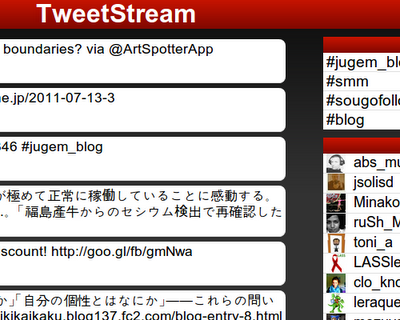 TweetStream
boundaries? via @ArtSpotterApp
e.jp/2011-07-13-3
646 #jugem_blog
が極めて正常に稼働していることに感動する。
…。「福島産牛からのセシウム検出で再確認した
scount! http://goo.gl/fb/gmNwa
か」「自分の個性とはなにか」――これらの問い
ikikaikaku.blog137.fc2.com/blog-entry-8.html
#jugem_blo
#smm
#sougofollo
#blog
abs_mu
jsolisd
Minako
ruSh_M
toni_a
LASSle
clo_kno
leraque